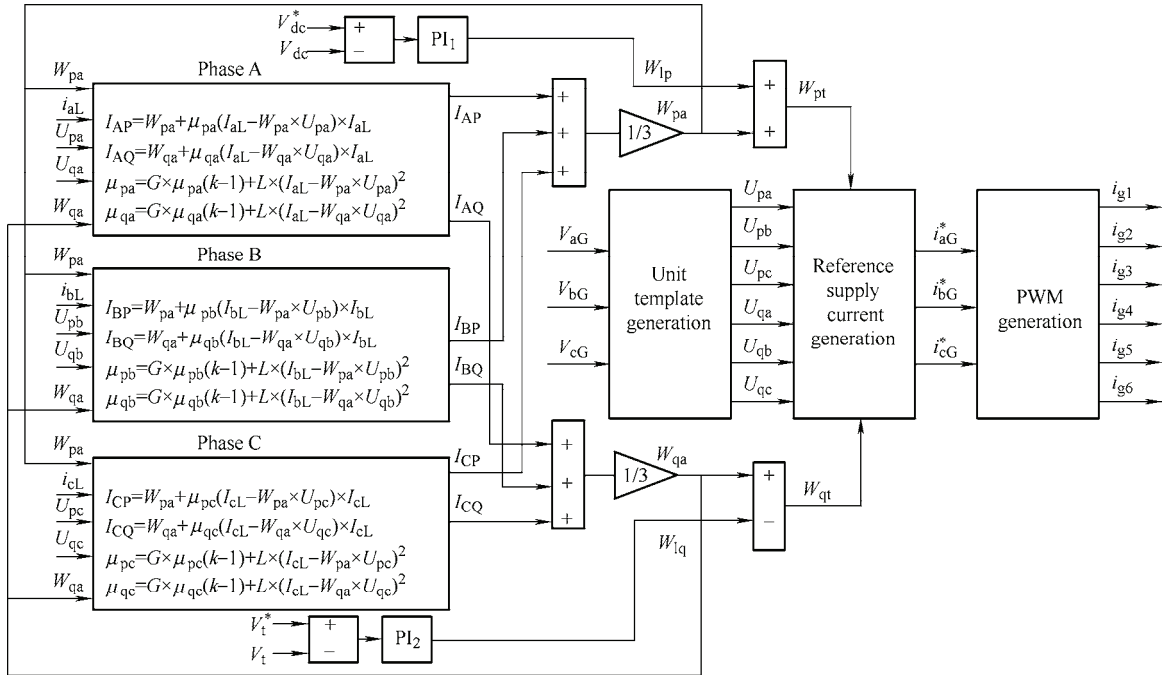 V*dc
Vdc
+
−
PI1
Phase A
Wpa
iaL
Upa
Uqa
Wqa
IAP=Wpa+μpa(IaL−Wpa×Upa)×IaL
IAQ=Wqa+μqa(IaL−Wqa×Uqa)×IaL
μpa=G×μpa(k−1)+L×(IaL−Wpa×Upa)²
μqa=G×μqa(k−1)+L×(IaL−Wqa×Uqa)²
IAP
IAQ
Phase B
Wpa
ibL
Upb
Uqb
Wqa
IBP=Wpa+μpb(IbL−Wpa×Upb)×IbL
IBQ=Wqa+μqb(IbL−Wqa×Uqb)×IbL
μpb=G×μpb(k−1)+L×(IbL−Wpa×Upb)²
μqb=G×μqb(k−1)+L×(IbL−Wqa×Uqb)²
IBP
IBQ
Phase C
Wpa
icL
Upc
Uqc
Wqa
ICP=Wpa+μpc(IcL−Wpa×Upc)×IcL
ICQ=Wqa+μqc(IcL−Wqa×Uqc)×IcL
μpc=G×μpc(k−1)+L×(IcL−Wpa×Upc)²
μqc=G×μqc(k−1)+L×(IcL−Wqa×Uqc)²
ICP
ICQ
V*t
Vt
+
−
PI2
+
+
+
1/3
Wpa
W1p
+
+
Wpt
VaG
VbG
VcG
Unit
template
generation
Upa
Upb
Upc
Uqa
Uqb
Uqc
Reference
supply
current
generation
i*aG
i*bG
i*cG
PWM
generation
ig1
ig2
ig3
ig4
ig5
ig6
+
+
+
1/3
Wqa
W1q
+
−
Wqt